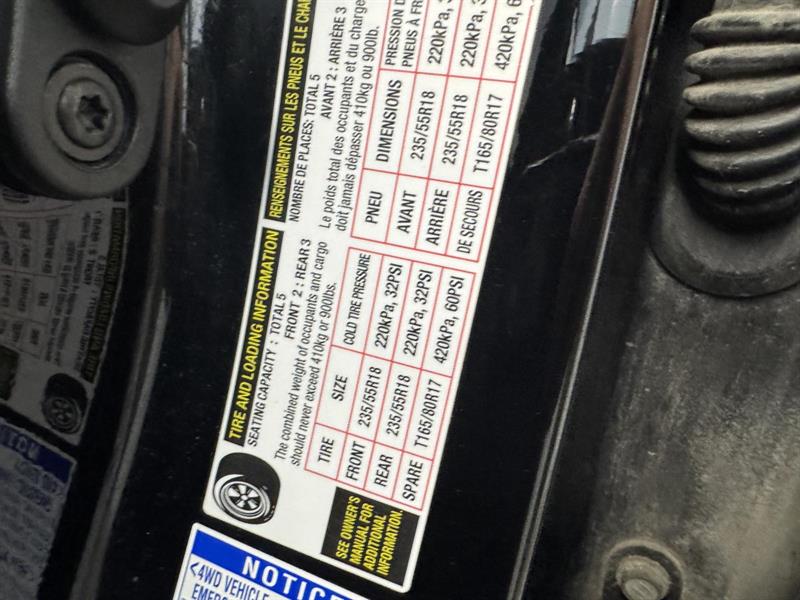 TIRE AND LOADING INFORMATION
SEATING CAPACITY : TOTAL 5
FRONT 2 : REAR 3
The combined weight of occupants and cargo
should never exceed 410kg or 900lbs.
TIRE SIZE COLD TIRE PRESSURE
FRONT 235/55R18 220kPa, 32PSI
REAR 235/55R18 220kPa, 32PSI
SPARE T165/80R17 420kPa, 60PSI
SEE OWNER'S
MANUAL FOR
ADDITIONAL
INFORMATION.
RENSEIGNEMENTS SUR LES PNEUS ET LE
NOMBRE DE PLACES: TOTAL 5
AVANT 2 : ARRIÈRE 3
Le poids total des occupants et du
doit jamais dépasser 410kg ou 900lb.
PNEU DIMENSIONS PRESSION
PNEUS À
AVANT 235/55R18 220kPa,
ARRIÈRE 235/55R18 220kPa,
DE SECOURS T165/80R17 420kPa,
NOTICE
<4WD VEHICLE